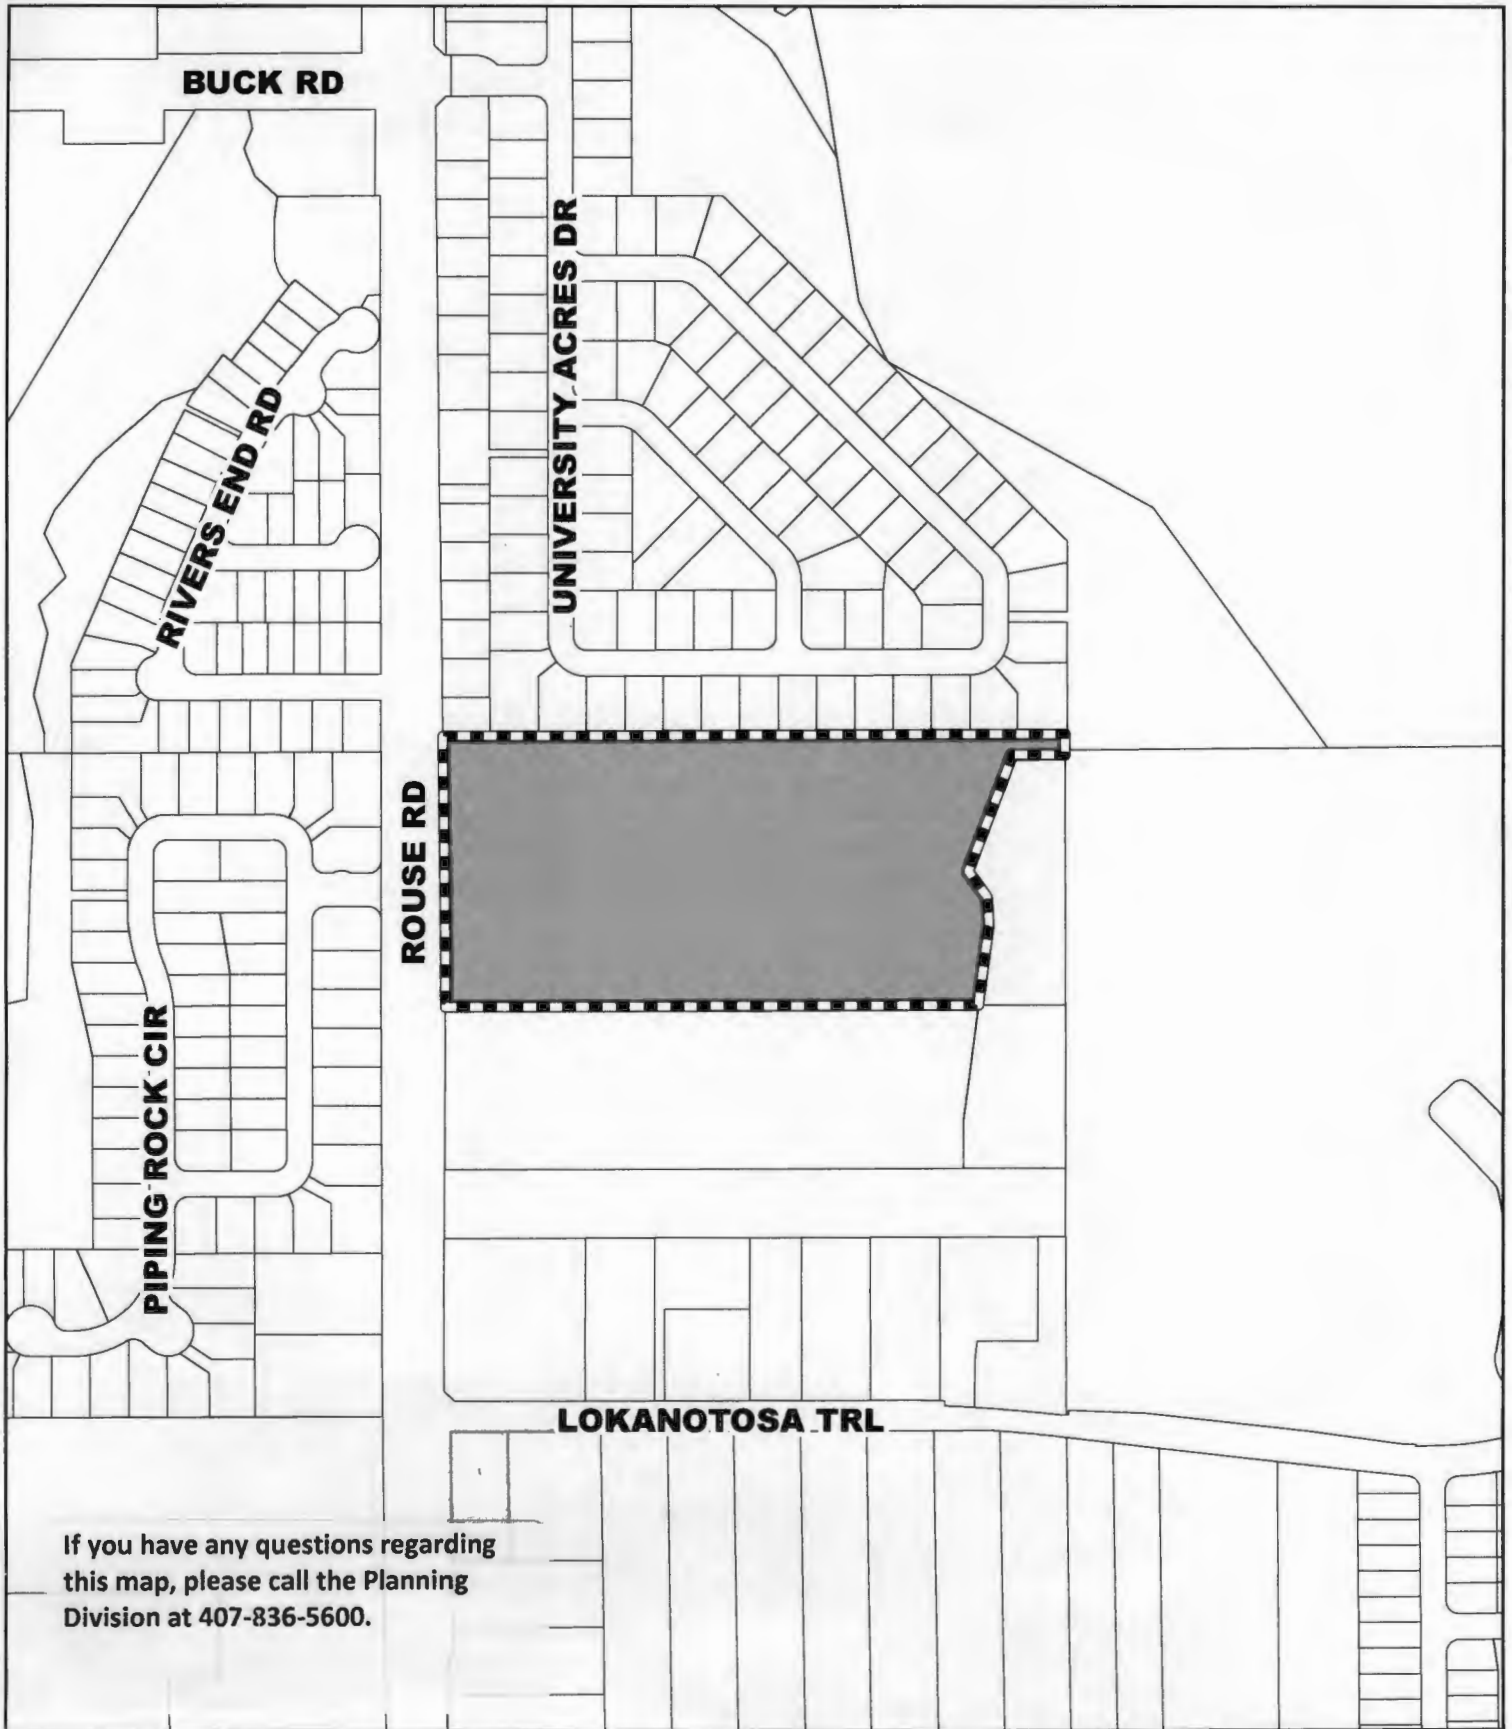 BUCK RD
UNIVERSITY ACRES DR
RIVERS END RD
ROUSE RD
PIPING ROCK CIR
LOKANOTOSA TRL
If you have any questions regarding
this map, please call the Planning
Division at 407-836-5600.